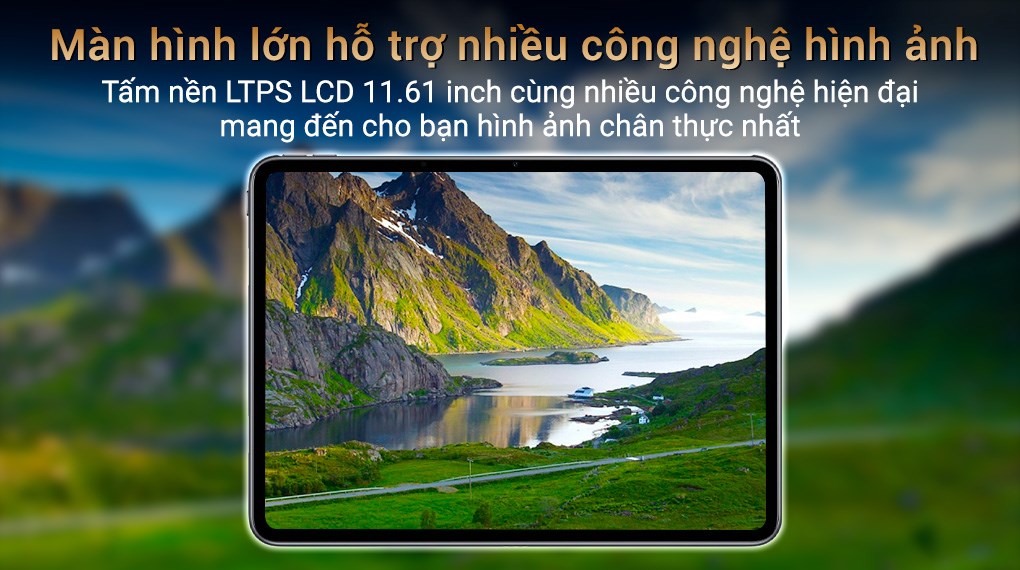 Màn hình lớn hỗ trợ nhiều công nghệ hình ảnh
Tấm nền LTPS LCD 11.61 inch cùng nhiều công nghệ hiện đại
mang đến cho bạn hình ảnh chân thực nhất